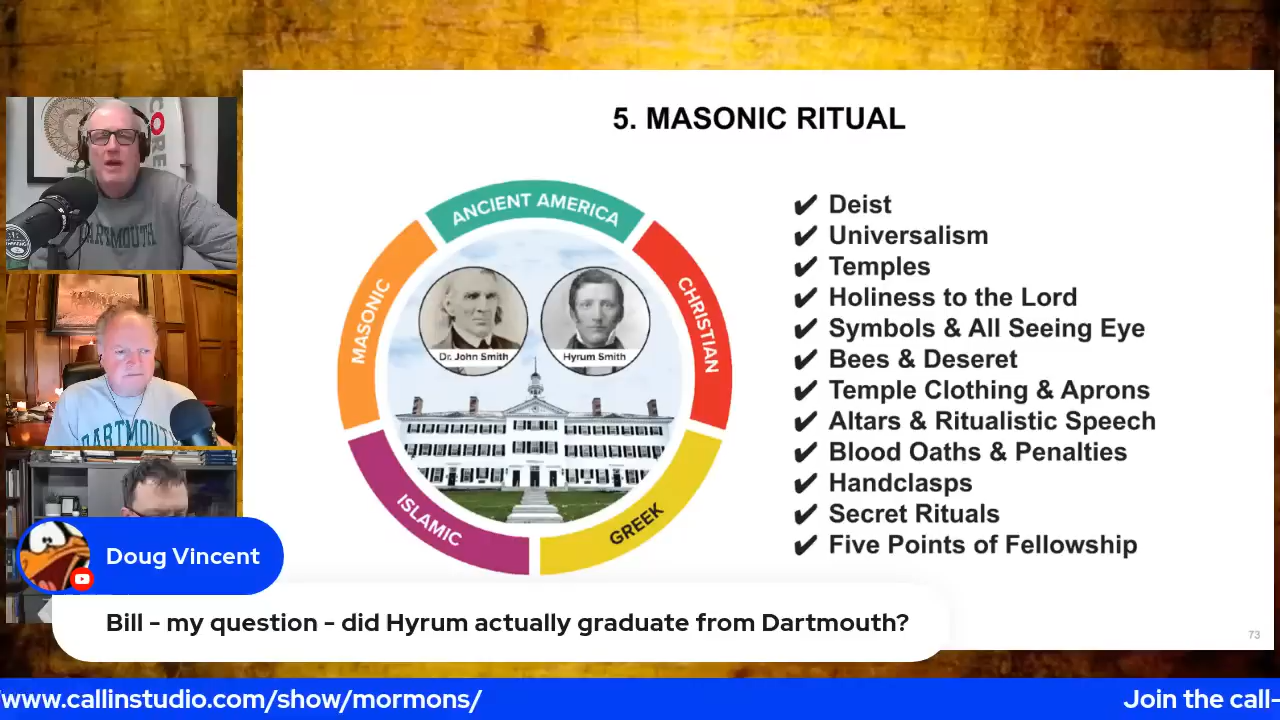 5. MASONIC RITUAL
ANCIENT AMERICA
MASONIC
CHRISTIAN
ISLAMIC
GREEK
Dr. John Smith
Hyrum Smith
✔ Deist
✔ Universalism
✔ Temples
✔ Holiness to the Lord
✔ Symbols & All Seeing Eye
✔ Bees & Deseret
✔ Temple Clothing & Aprons
✔ Altars & Ritualistic Speech
✔ Blood Oaths & Penalties
✔ Handclasps
✔ Secret Rituals
✔ Five Points of Fellowship
73
CORE
DARTMOUTH
DARTMOUT
Doug Vincent
Bill - my question - did Hyrum actually graduate from Dartmouth?
/www.callinstudio.com/show/mormons/
Join the call-